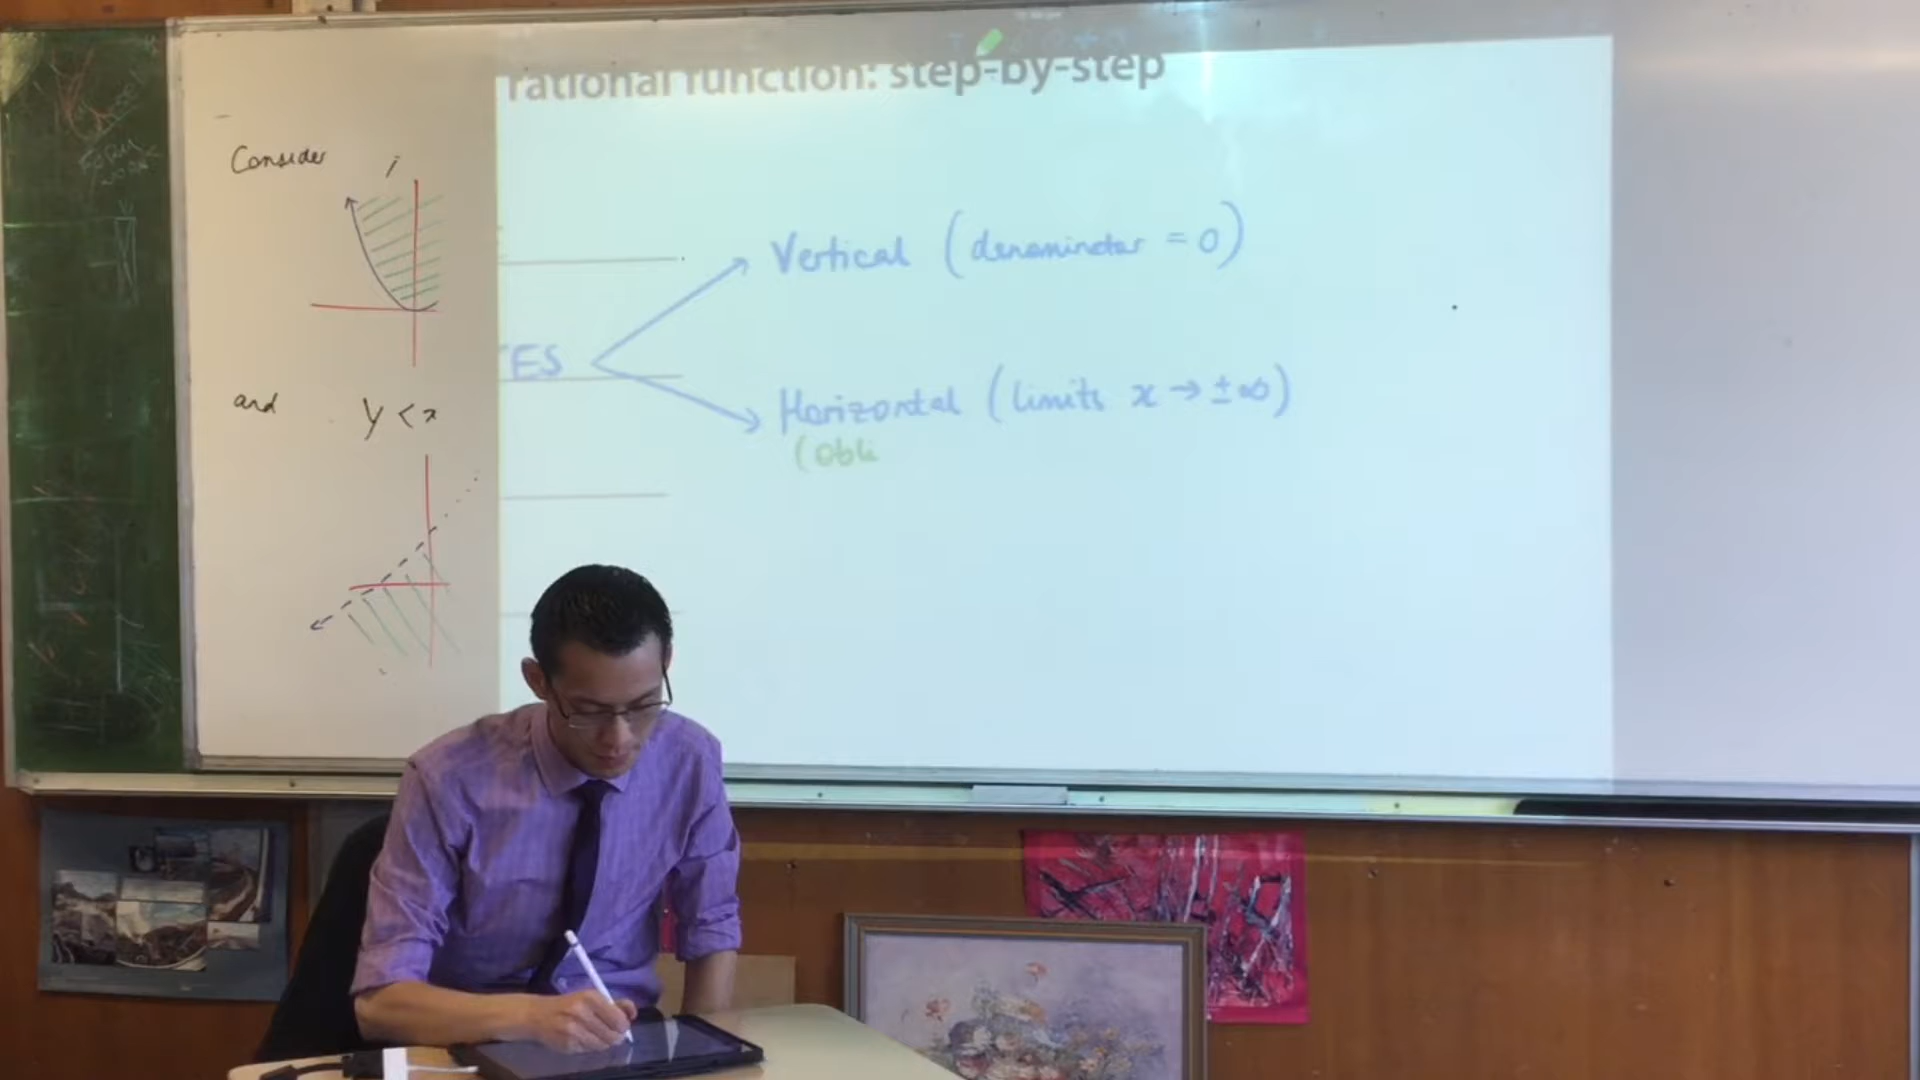 rational function: step-by-step
Consider
Vertical (denominator = 0)
TES
Horizontal (limits x → ±∞)
(Obli
and y < x